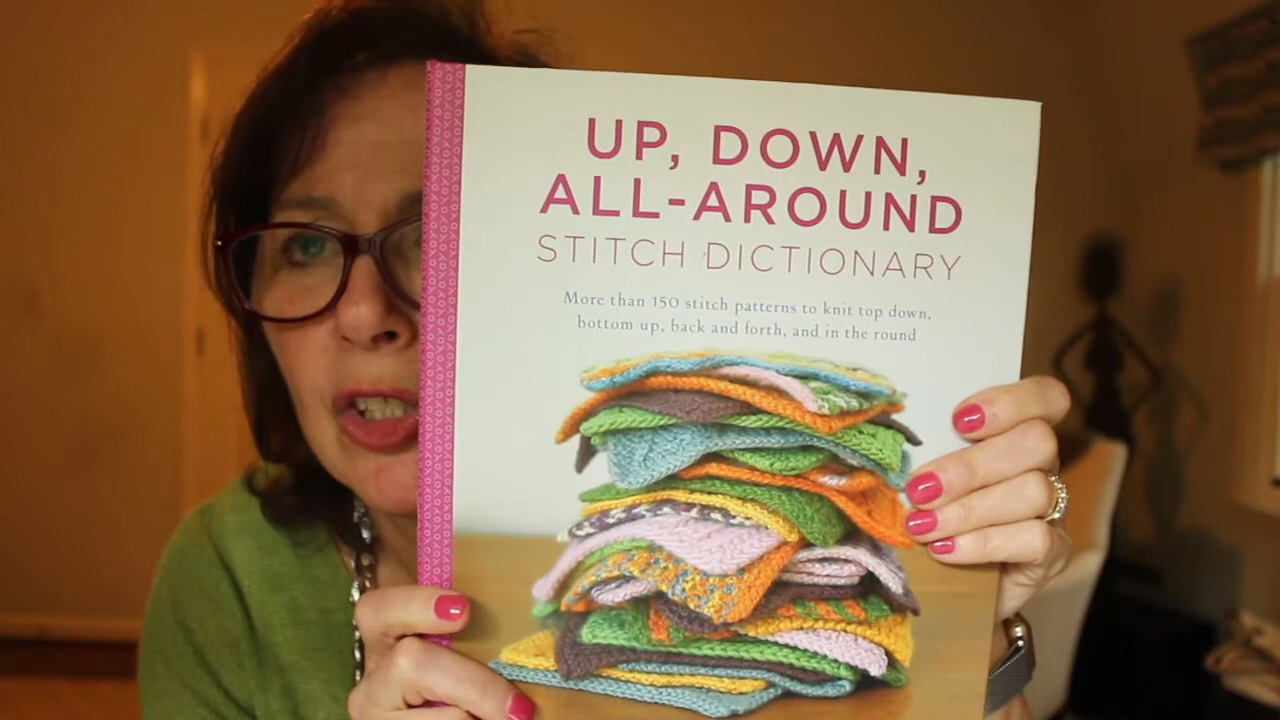 UP, DOWN,
ALL-AROUND
STITCH DICTIONARY
More than 150 stitch patterns to knit top down,
bottom up, back and forth, and in the round